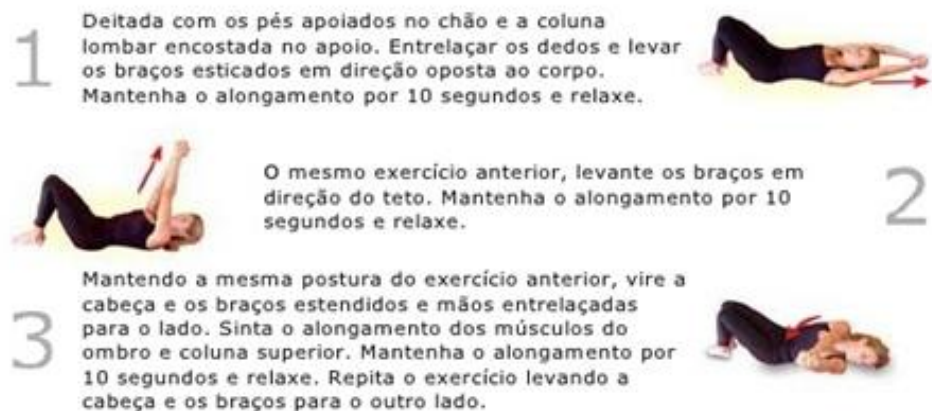 1
Deitada com os pés apoiados no chão e a coluna
lombar encostada no apoio. Entrelaçar os dedos e levar
os braços esticados em direção oposta ao corpo.
Mantenha o alongamento por 10 segundos e relaxe.
O mesmo exercício anterior, levante os braços em
direção do teto. Mantenha o alongamento por 10
segundos e relaxe.
2
3
Mantendo a mesma postura do exercício anterior, vire a
cabeça e os braços estendidos e mãos entrelaçadas
para o lado. Sinta o alongamento dos músculos do
ombro e coluna superior. Mantenha o alongamento por
10 segundos e relaxe. Repita o exercício levando a
cabeça e os braços para o outro lado.